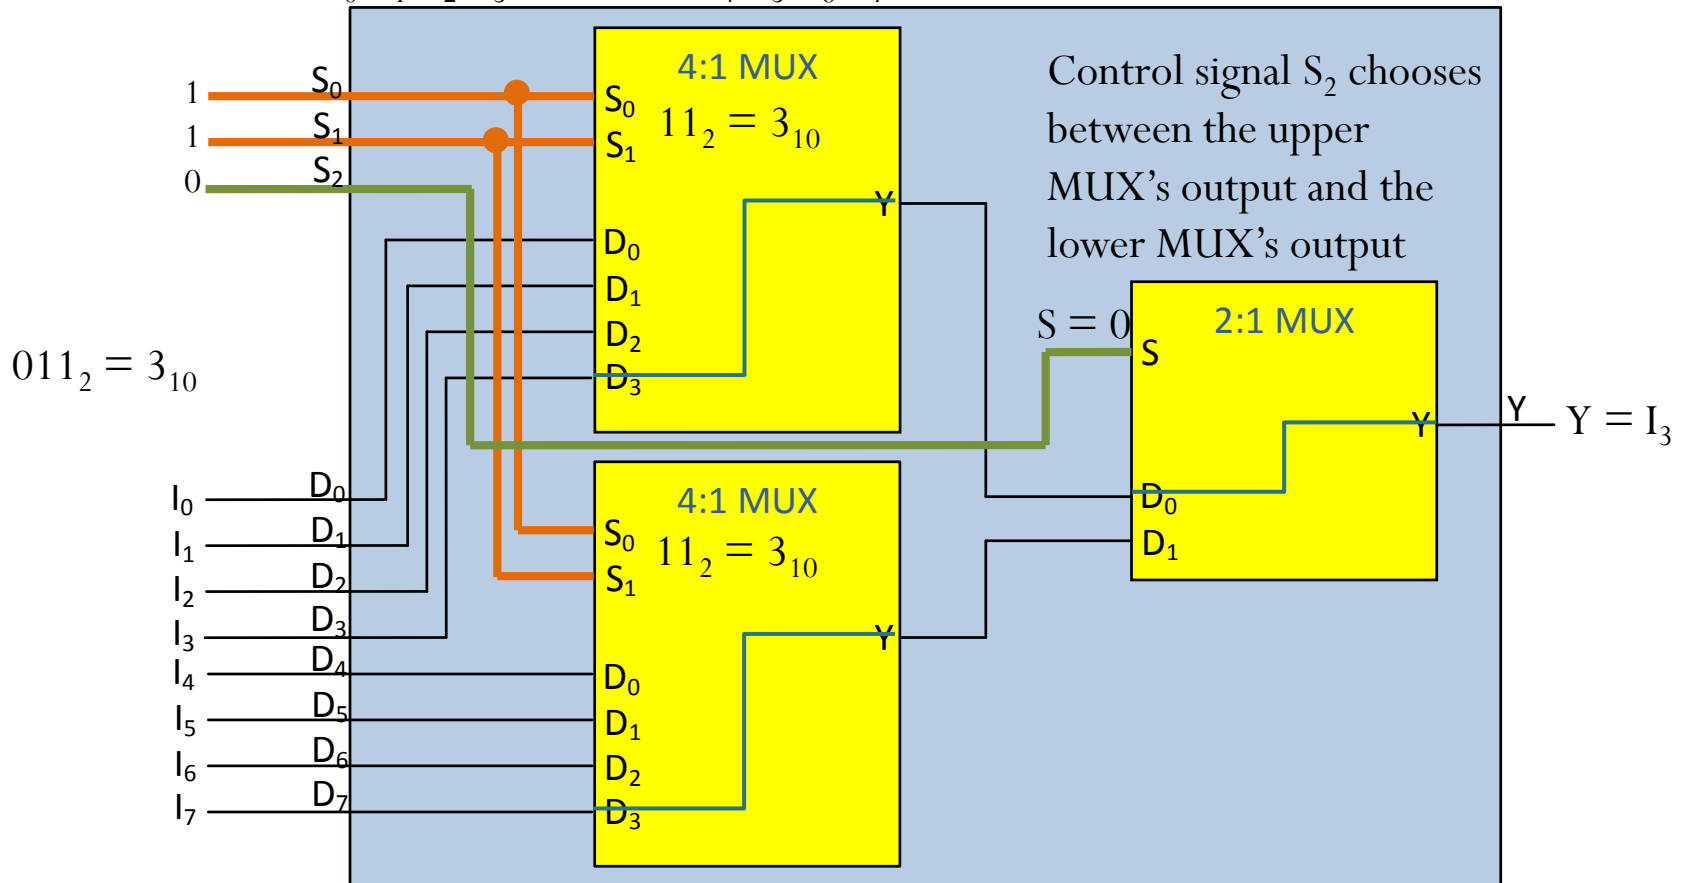 1 S₀
1 S₁
0 S₂
011₂ = 3₁₀
I₀ D₀
I₁ D₁
I₂ D₂
I₃ D₃
I₄ D₄
I₅ D₅
I₆ D₆
I₇ D₇
4:1 MUX
S₀ 11₂ = 3₁₀
S₁
Y
D₀
D₁
D₂
D₃
4:1 MUX
S₀ 11₂ = 3₁₀
S₁
Y
D₀
D₁
D₂
D₃
Control signal S₂ chooses
between the upper
MUX’s output and the
lower MUX’s output
S = 0
2:1 MUX
S
Y
D₀
D₁
Y Y = I₃